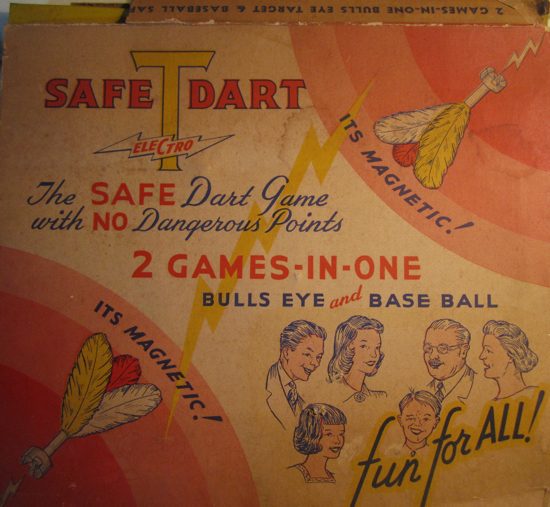 2 GAMES-IN-ONE BULLS EYE TARGET & BASEBALL SAFE
SAFE T DART
ELECTRO
The SAFE Dart Game
with NO Dangerous Points
ITS MAGNETIC!
2 GAMES-IN-ONE
BULLS EYE and BASE BALL
ITS MAGNETIC!
fun for ALL!